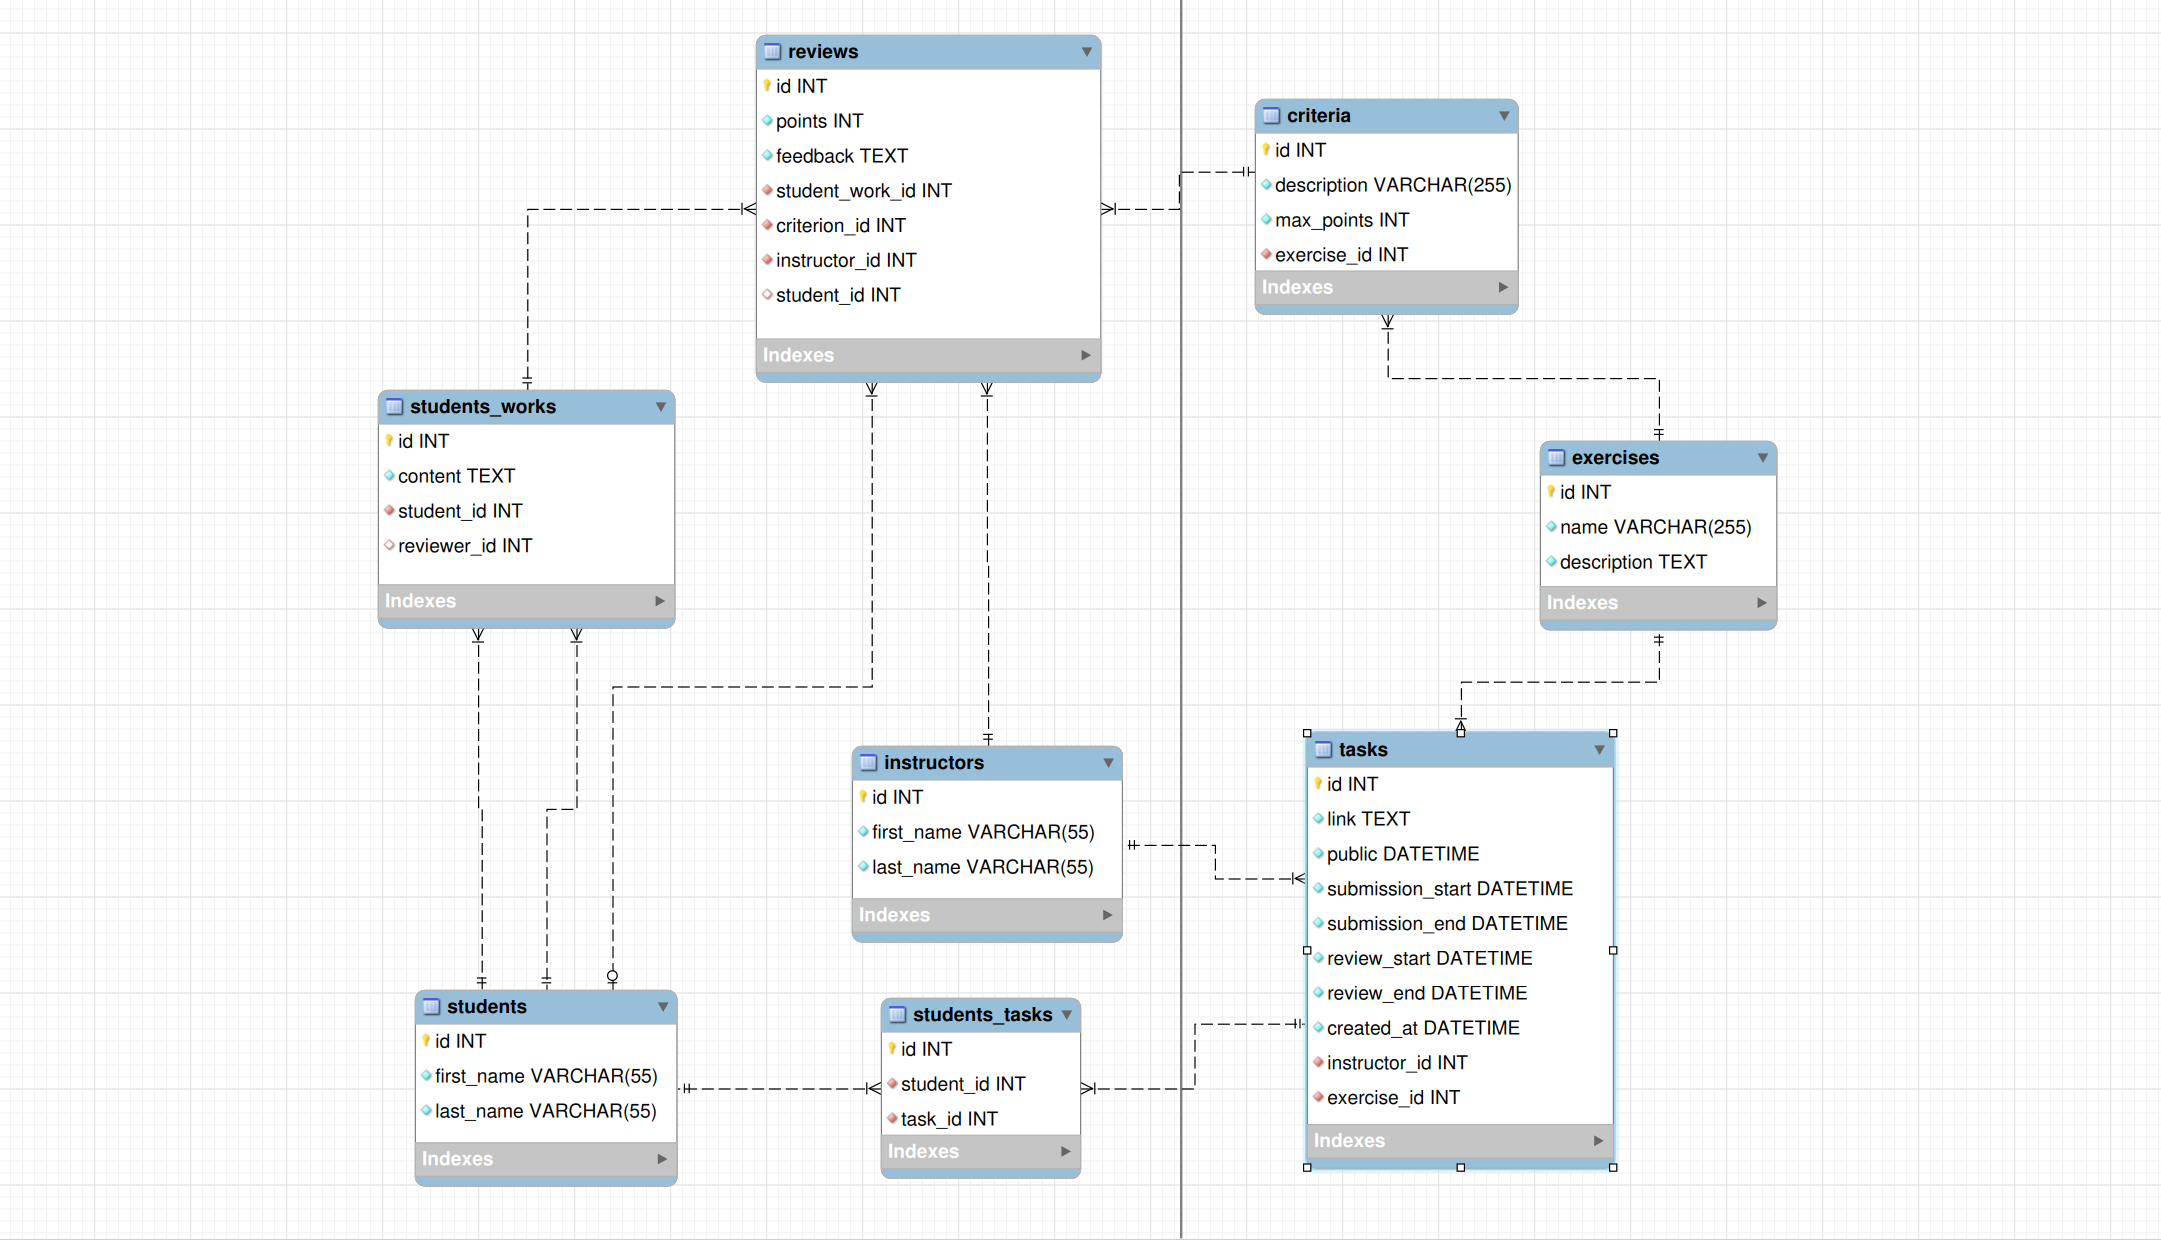 reviews
id INT
points INT
feedback TEXT
student_work_id INT
criterion_id INT
instructor_id INT
student_id INT
Indexes
criteria
id INT
description VARCHAR(255)
max_points INT
exercise_id INT
Indexes
students_works
id INT
content TEXT
student_id INT
reviewer_id INT
Indexes
exercises
id INT
name VARCHAR(255)
description TEXT
Indexes
instructors
id INT
first_name VARCHAR(55)
last_name VARCHAR(55)
Indexes
tasks
id INT
link TEXT
public DATETIME
submission_start DATETIME
submission_end DATETIME
review_start DATETIME
review_end DATETIME
created_at DATETIME
instructor_id INT
exercise_id INT
Indexes
students
id INT
first_name VARCHAR(55)
last_name VARCHAR(55)
Indexes
students_tasks
id INT
student_id INT
task_id INT
Indexes